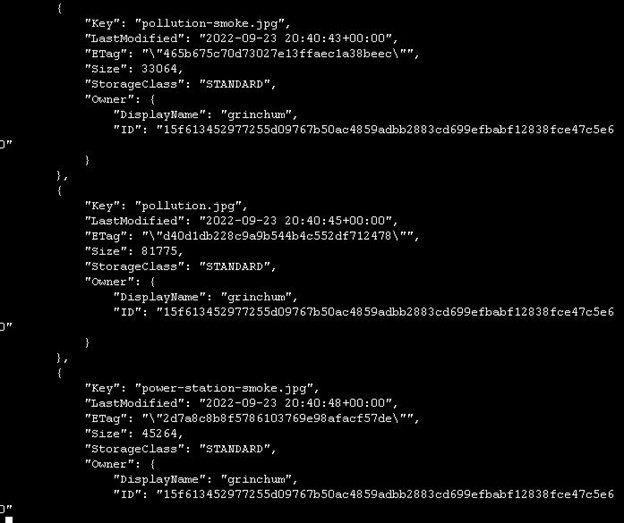 {
"Key": "pollution-smoke.jpg",
"LastModified": "2022-09-23 20:40:43+00:00",
"ETag": "\"465b675c70d73027e13ffaec1a38beec\"",
"Size": 33064,
"StorageClass": "STANDARD",
"Owner": {
"DisplayName": "grinchum",
"ID": "15f613452977255d09767b50ac4859adbb2883cd699efbabf12838fce47c5e6
0"
}
},
{
"Key": "pollution.jpg",
"LastModified": "2022-09-23 20:40:45+00:00",
"ETag": "\"d40d1db228c9a9b544b4c552df712478\"",
"Size": 81775,
"StorageClass": "STANDARD",
"Owner": {
"DisplayName": "grinchum",
"ID": "15f613452977255d09767b50ac4859adbb2883cd699efbabf12838fce47c5e6
0"
}
},
{
"Key": "power-station-smoke.jpg",
"LastModified": "2022-09-23 20:40:48+00:00",
"ETag": "\"2d7a8c8b8f5786103769e98afacf57de\"",
"Size": 45264,
"StorageClass": "STANDARD",
"Owner": {
"DisplayName": "grinchum",
"ID": "15f613452977255d09767b50ac4859adbb2883cd699efbabf12838fce47c5e6
0"